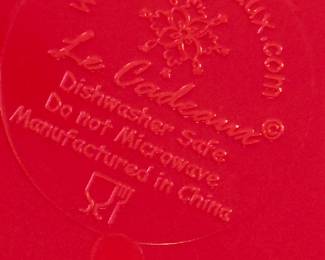 Le Cadeaux©
Dishwasher Safe
Do not Microwave
Manufactured in China